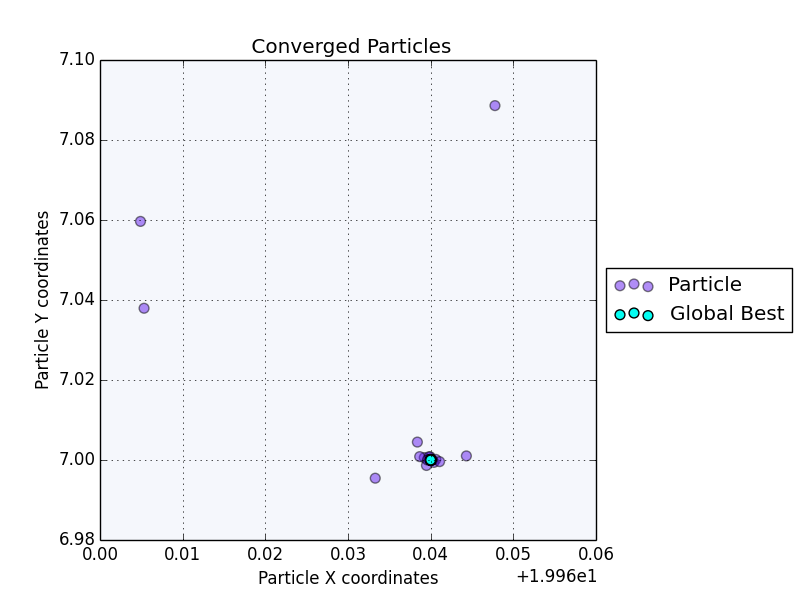 Converged Particles
7.10
7.08
7.06
7.04
7.02
7.00
6.98
Particle Y coordinates
0.00 0.01 0.02 0.03 0.04 0.05 0.06
Particle X coordinates
+1.996e1
Particle
Global Best